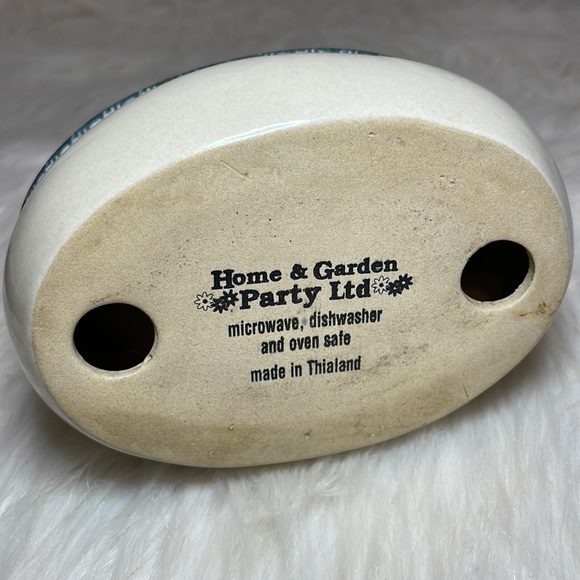 Home & Garden
Party Ltd
microwave, dishwasher
and oven safe
made in Thialand